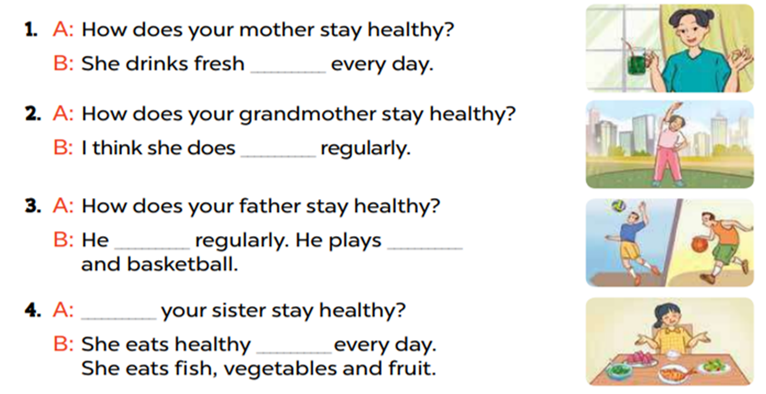 1. A: How does your mother stay healthy?
B: She drinks fresh ________ every day.
2. A: How does your grandmother stay healthy?
B: I think she does ________ regularly.
3. A: How does your father stay healthy?
B: He ________ regularly. He plays ________
and basketball.
4. A: ________ your sister stay healthy?
B: She eats healthy ________ every day.
She eats fish, vegetables and fruit.